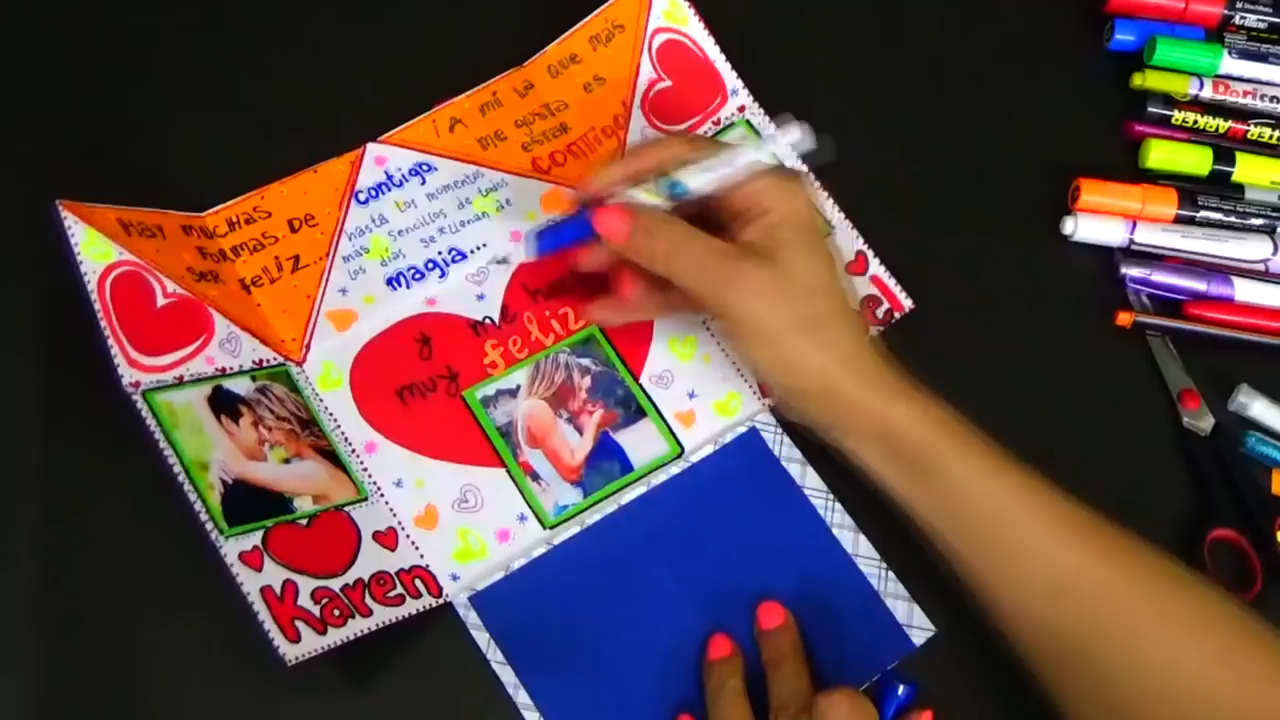 HAY MUCHAS
FORMAS DE
SER FeLIZ...
¡A mí La que más
me gusta es
estar
contigo!
contigo,
hasta los momentos
más sencillos de todos
los días se llenan de
magia...
y me
muy feliz
Karen
Artline
Dorico
MARKER